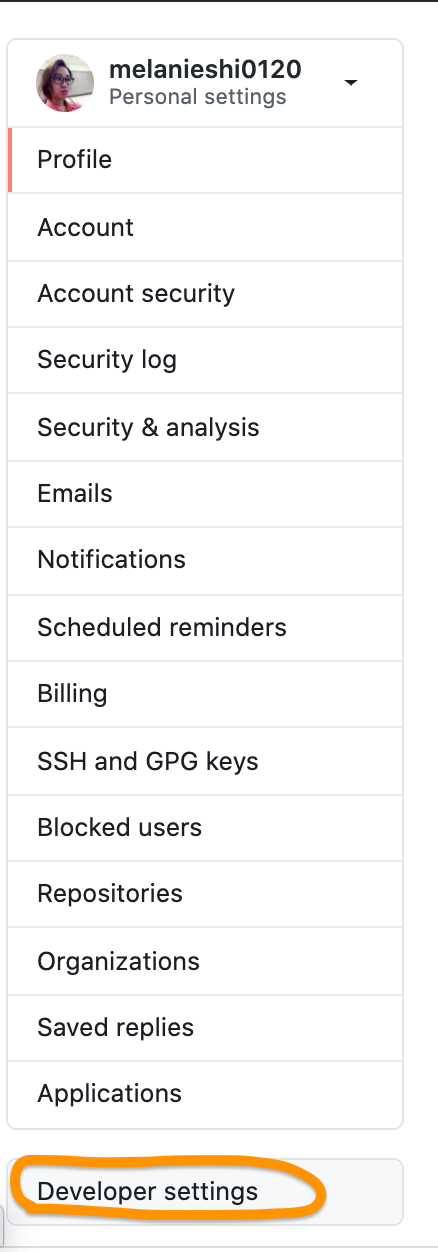 melanieshi0120
Personal settings
Profile
Account
Account security
Security log
Security & analysis
Emails
Notifications
Scheduled reminders
Billing
SSH and GPG keys
Blocked users
Repositories
Organizations
Saved replies
Applications
Developer settings